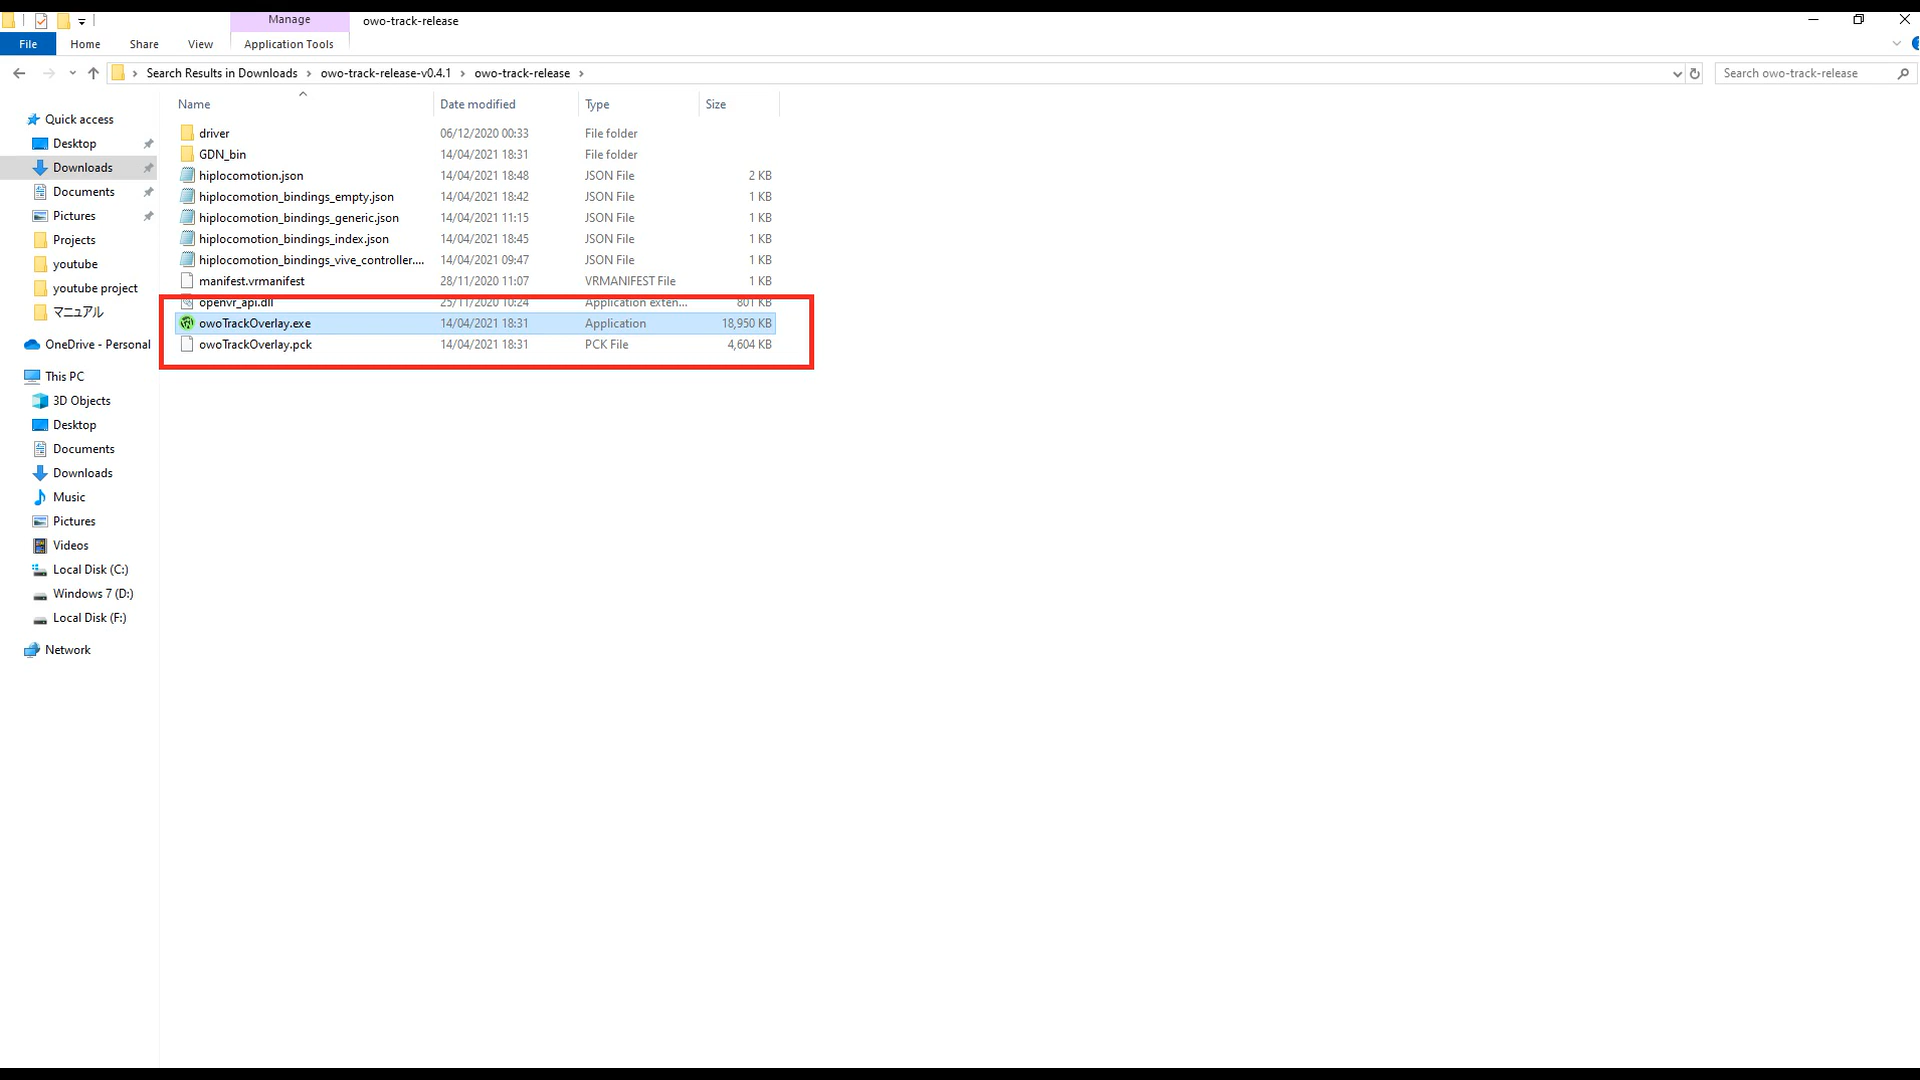 Manage owo-track-release
File Home Share View Application Tools
Search Results in Downloads owo-track-release-v0.4.1 owo-track-release Search owo-track-release
Name Date modified Type Size
Quick access
Desktop
Downloads
Documents
Pictures
Projects
youtube
youtube project
マニュアル
OneDrive - Personal
This PC
3D Objects
Desktop
Documents
Downloads
Music
Pictures
Videos
Local Disk (C:)
Windows 7 (D:)
Local Disk (F:)
Network
driver 06/12/2020 00:33 File folder
GDN_bin 14/04/2021 18:31 File folder
hiplocomotion.json 14/04/2021 18:48 JSON File 2 KB
hiplocomotion_bindings_empty.json 14/04/2021 18:42 JSON File 1 KB
hiplocomotion_bindings_generic.json 14/04/2021 11:15 JSON File 1 KB
hiplocomotion_bindings_index.json 14/04/2021 18:45 JSON File 1 KB
hiplocomotion_bindings_vive_controller.... 14/04/2021 09:47 JSON File 1 KB
manifest.vrmanifest 28/11/2020 11:07 VRMANIFEST File 1 KB
openvr_api.dll 25/11/2020 10:24 Application exten... 801 KB
owoTrackOverlay.exe 14/04/2021 18:31 Application 18,950 KB
owoTrackOverlay.pck 14/04/2021 18:31 PCK File 4,604 KB